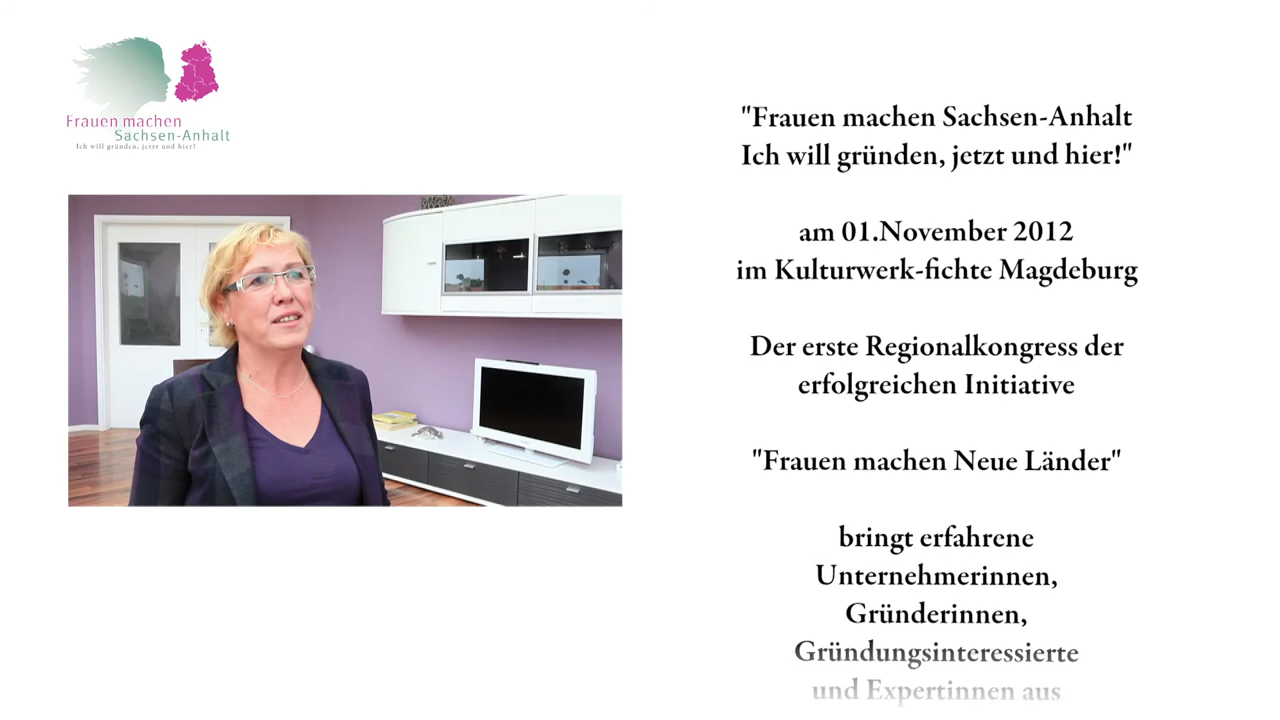 Frauen machen
Sachsen-Anhalt
Ich will gründen, jetzt und hier!
"Frauen machen Sachsen-Anhalt
Ich will gründen, jetzt und hier!"
am 01.November 2012
im Kulturwerk-fichte Magdeburg
Der erste Regionalkongress der
erfolgreichen Initiative
"Frauen machen Neue Länder"
bringt erfahrene
Unternehmerinnen,
Gründerinnen,
Gründungsinteressierte
und Expertinnen aus